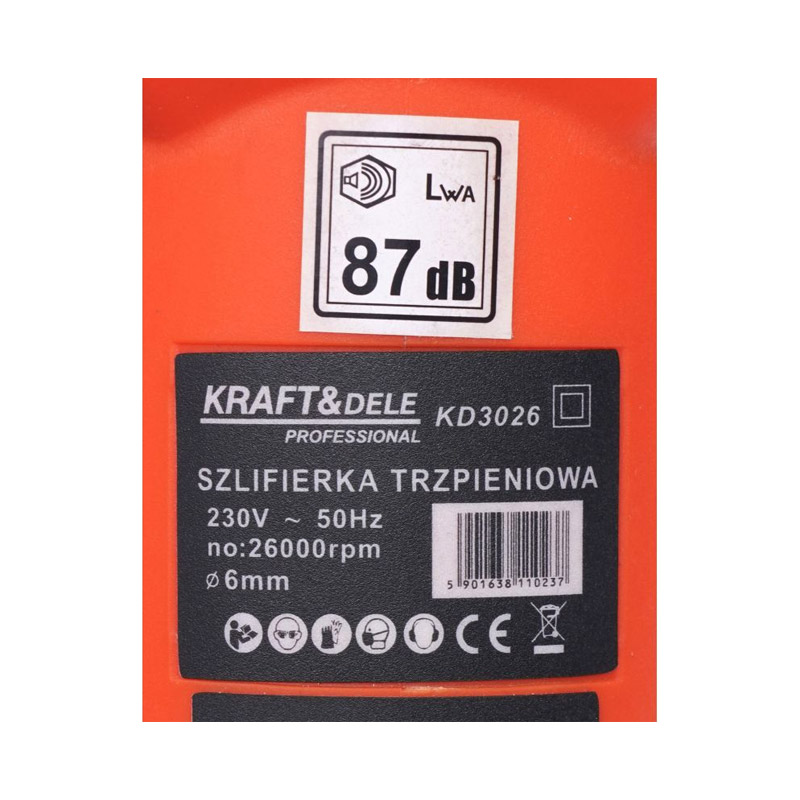 LWA
87 dB
KRAFT&DELE
PROFESSIONAL
KD3026
SZLIFIERKA TRZPIENIOWA
230V ~ 50Hz
no:26000rpm
ø6mm
5 901638 110237
CE